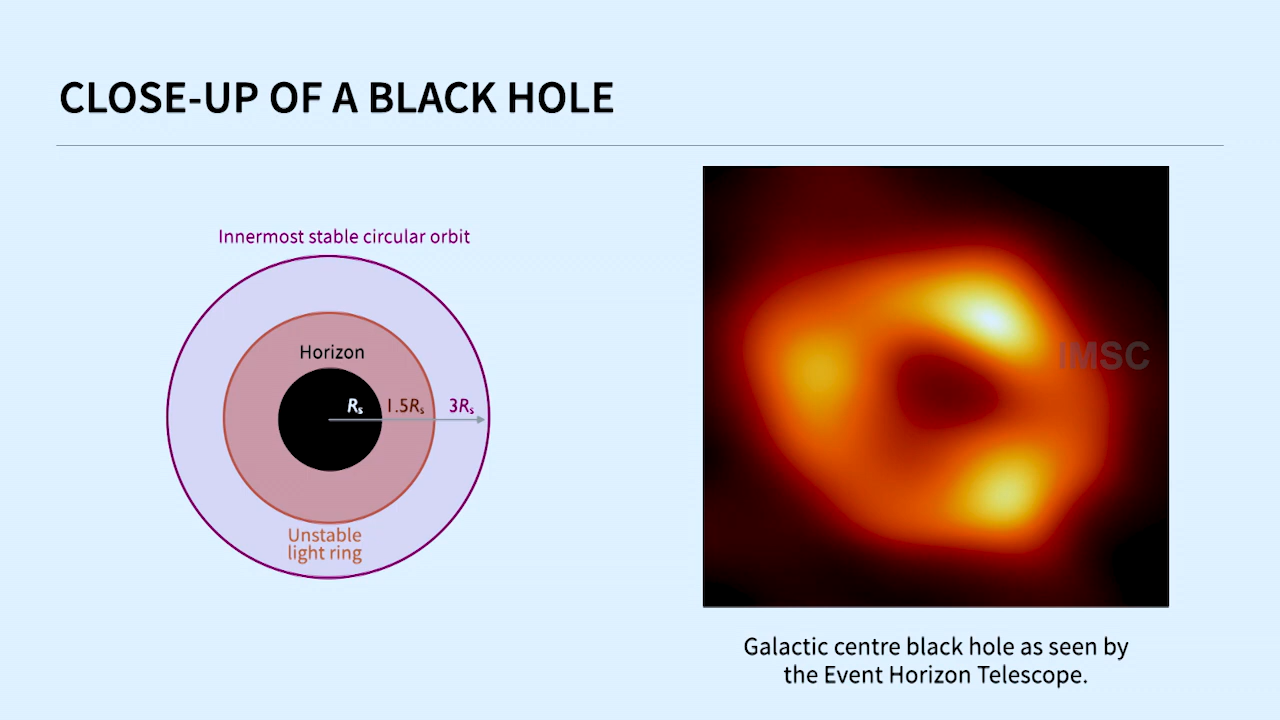 CLOSE-UP OF A BLACK HOLE
Innermost stable circular orbit
Horizon
Rs 1.5Rs 3Rs
Unstable
light ring
IMSC
Galactic centre black hole as seen by
the Event Horizon Telescope.